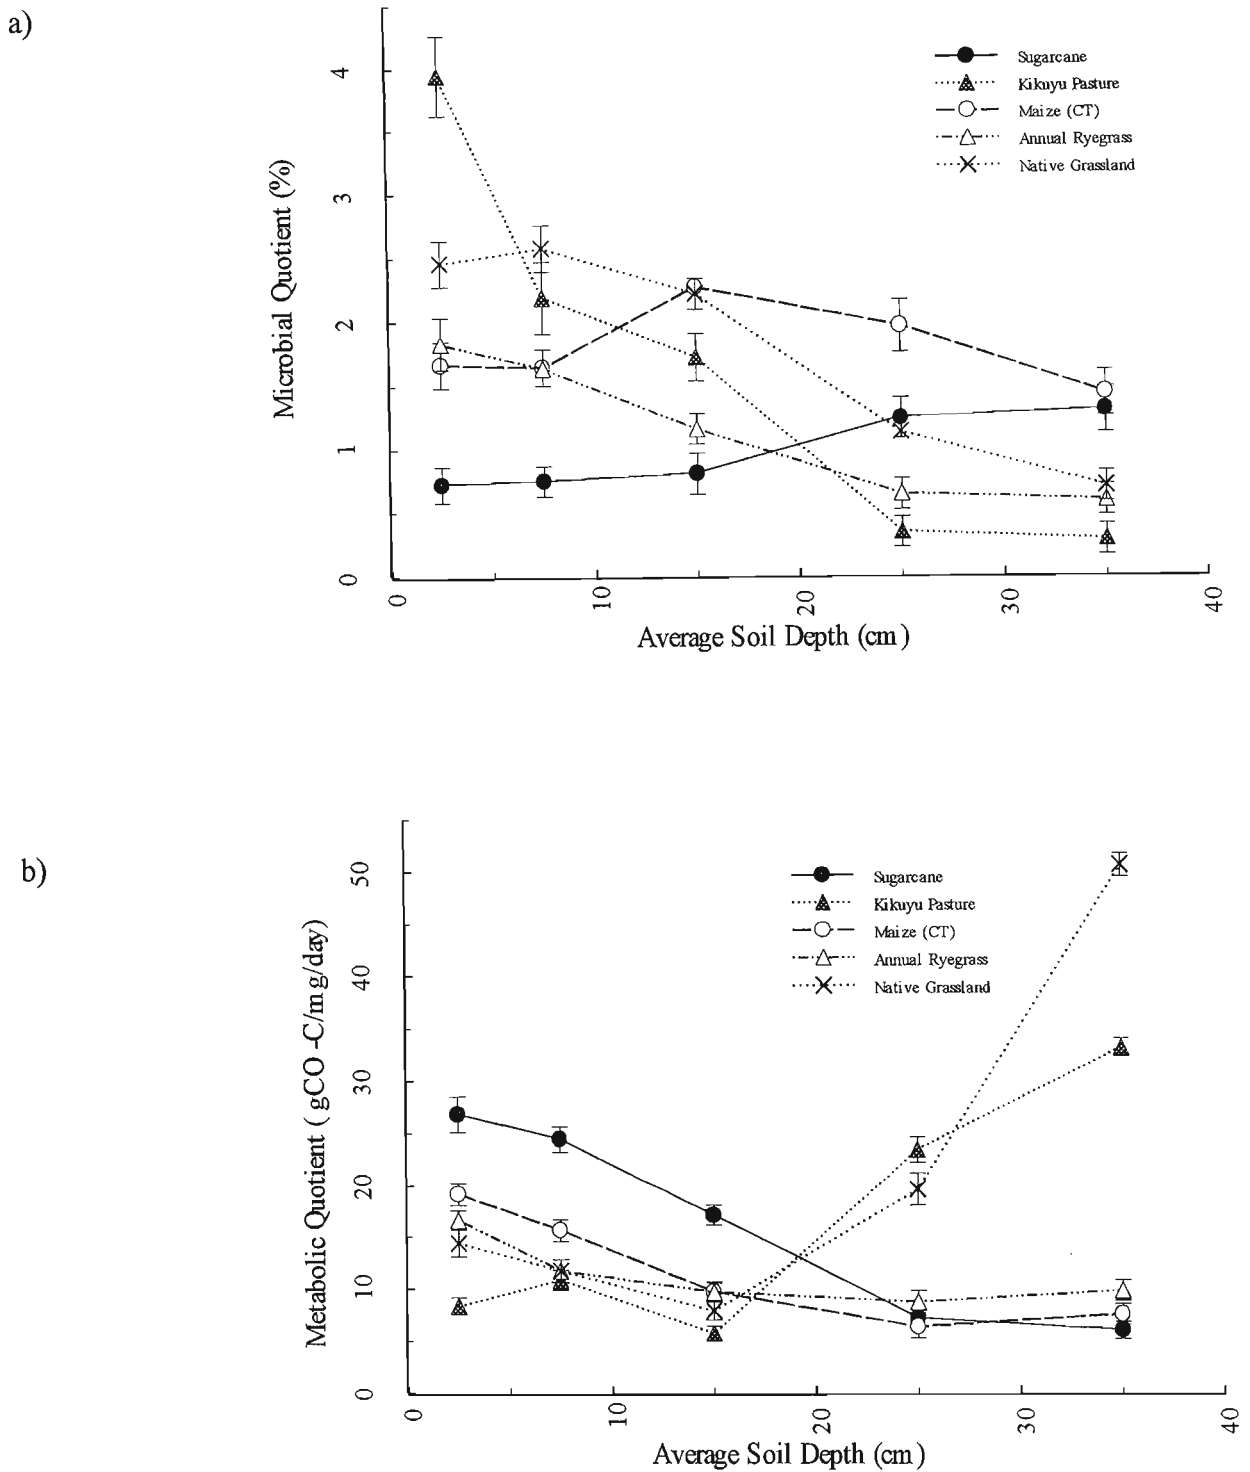 a)
4
3
2
1
0
Microbial Quotient (%)
Sugarcane
Kikuyu Pasture
Maize (CT)
Annual Ryegrass
Native Grassland
0
10
20
30
40
Average Soil Depth (cm)
b)
50
40
30
20
10
0
Metabolic Quotient ( gCO -C/mg/day)
Sugarcane
Kikuyu Pasture
Maize (CT)
Annual Ryegrass
Native Grassland
0
10
20
30
40
Average Soil Depth (cm)